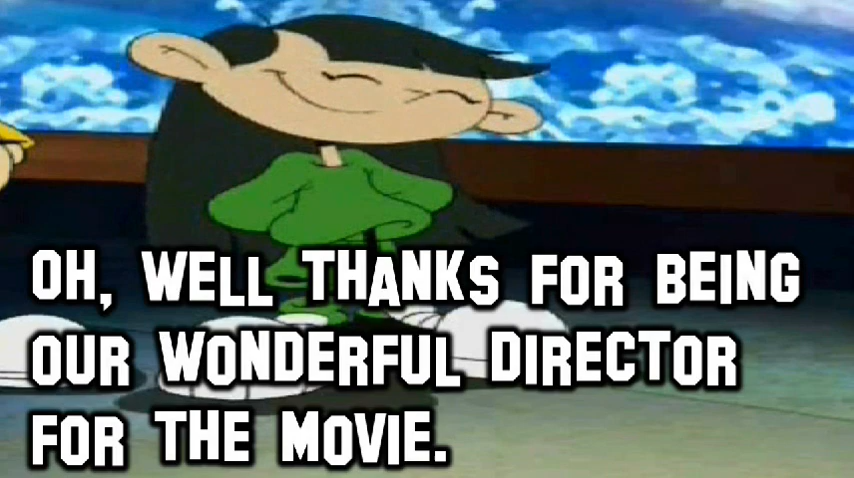 OH, WELL THANKS FOR BEING
OUR WONDERFUL DIRECTOR
FOR THE MOVIE.